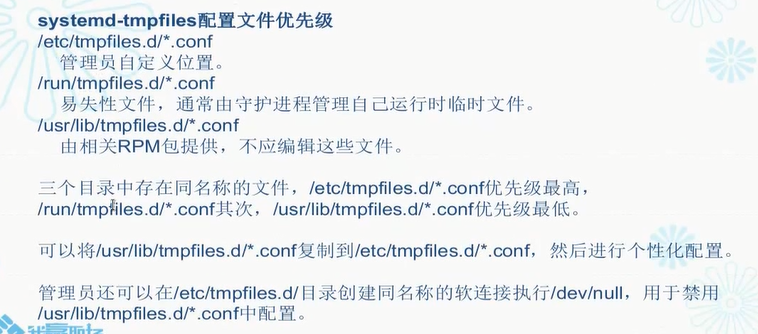 systemd-tmpfiles配置文件优先级
/etc/tmpfiles.d/*.conf
管理员自定义位置。
/run/tmpfiles.d/*.conf
易失性文件，通常由守护进程管理自己运行时临时文件。
/usr/lib/tmpfiles.d/*.conf
由相关RPM包提供，不应编辑这些文件。
三个目录中存在同名称的文件，/etc/tmpfiles.d/*.conf优先级最高，
/run/tmpfiles.d/*.conf其次，/usr/lib/tmpfiles.d/*.conf优先级最低。
可以将/usr/lib/tmpfiles.d/*.conf复制到/etc/tmpfiles.d/*.conf，然后进行个性化配置。
管理员还可以在/etc/tmpfiles.d/目录创建同名称的软连接执行/dev/null，用于禁用
/usr/lib/tmpfiles.d/*.conf中配置。